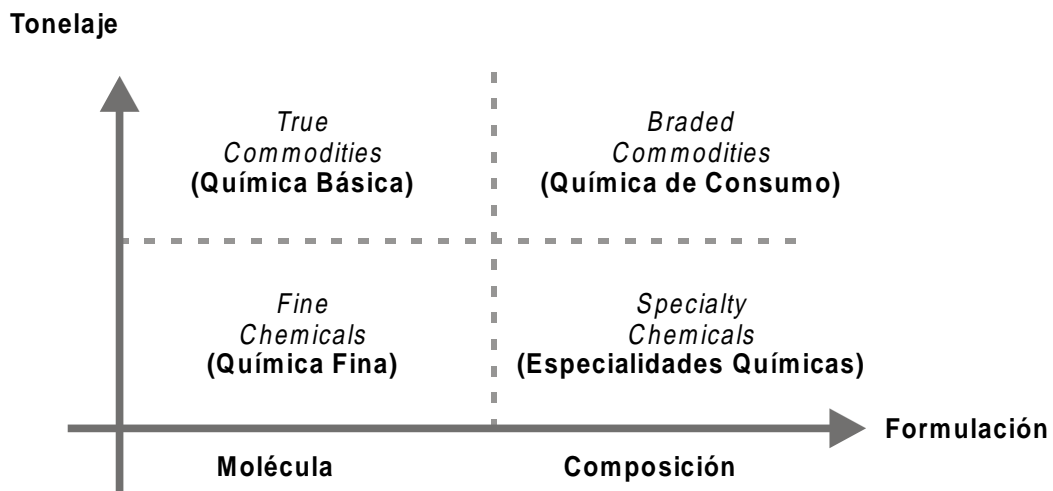 Tonelaje
True
Commodities
(Química Básica)
Braded
Commodities
(Química de Consumo)
Fine
Chemicals
(Química Fina)
Specialty
Chemicals
(Especialidades Químicas)
Formulación
Molécula
Composición